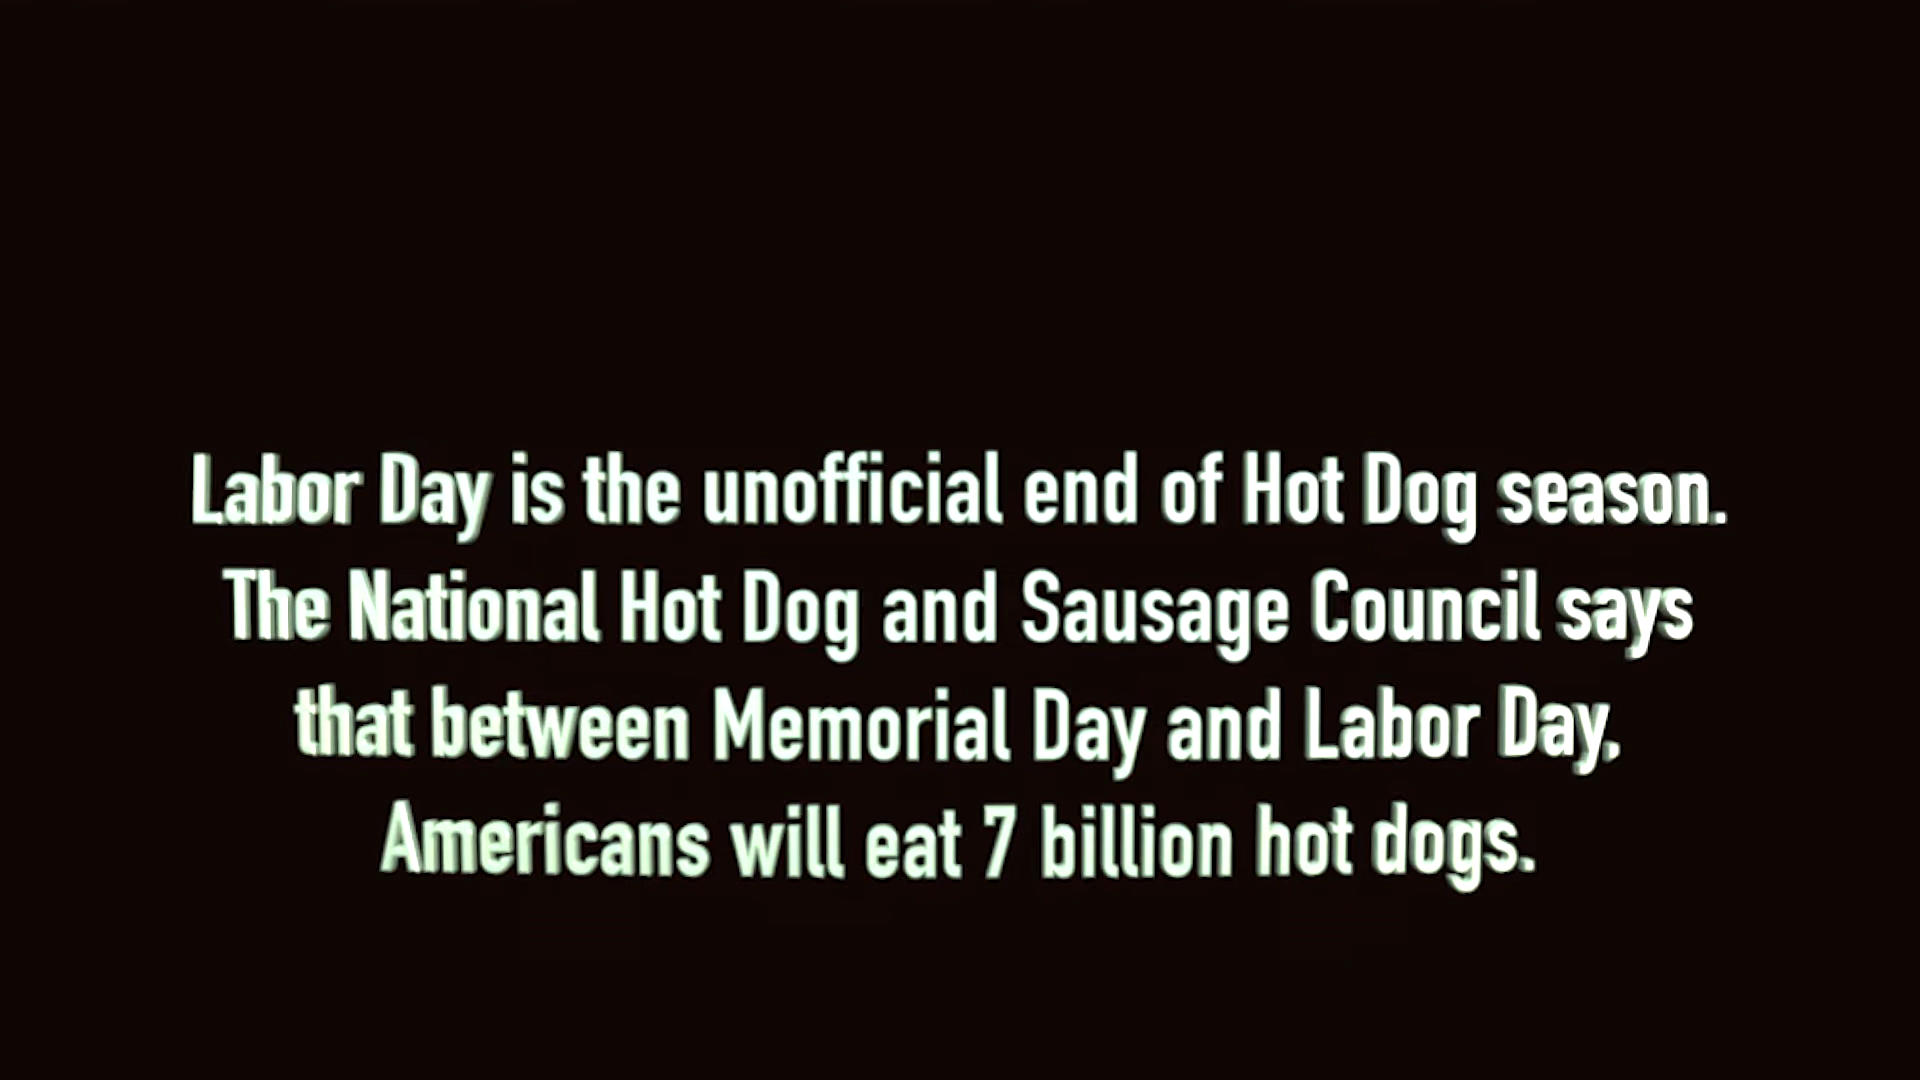 Labor Day is the unofficial end of Hot Dog season.
The National Hot Dog and Sausage Council says
that between Memorial Day and Labor Day,
Americans will eat 7 billion hot dogs.